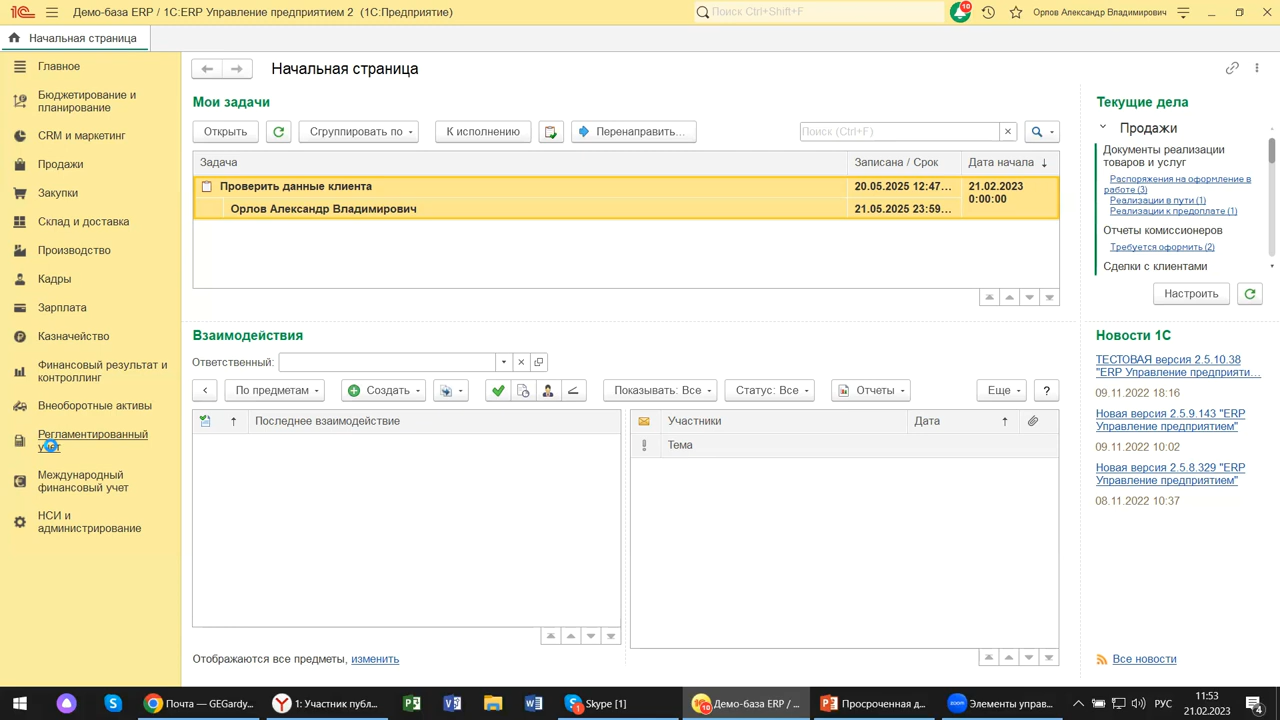 Демо-база ERP / 1С:ERP Управление предприятием 2 (1С:Предприятие)
Поиск Ctrl+Shift+F
10
Орлов Александр Владимирович
Начальная страница
Главное
Бюджетирование и
планирование
CRM и маркетинг
Продажи
Закупки
Склад и доставка
Производство
Кадры
Зарплата
Казначейство
Финансовый результат и
контроллинг
Внеоборотные активы
Регламентированный
учет
Международный
финансовый учет
НСИ и
администрирование
Начальная страница
Мои задачи
Открыть
Сгруппировать по
К исполнению
Перенаправить...
Поиск (Ctrl+F)
Задача
Записана / Срок
Дата начала
Проверить данные клиента
20.05.2025 12:47...
21.02.2023
0:00:00
Орлов Александр Владимирович
21.05.2025 23:59...
Взаимодействия
Ответственный:
По предметам
Создать
Показывать: Все
Статус: Все
Отчеты
Еще
?
Последнее взаимодействие
Участники
Дата
Тема
Отображаются все предметы, изменить
Текущие дела
Продажи
Документы реализации
товаров и услуг
Распоряжения на оформление в
работе (3)
Реализации в пути (1)
Реализации к предоплате (1)
Отчеты комиссионеров
Требуется оформить (2)
Сделки с клиентами
Настроить
Новости 1С
ТЕСТОВАЯ версия 2.5.10.38
"ERP Управление предприяти...
09.11.2022 18:16
Новая версия 2.5.9.143 "ERP
Управление предприятием"
09.11.2022 10:02
Новая версия 2.5.8.329 "ERP
Управление предприятием"
08.11.2022 10:37
Все новости
Почта — GEGardy...
1: Участник публ...
Skype [1]
Демо-база ERP / ...
Просроченная д...
Элементы управ...
РУС
11:53
21.02.2023